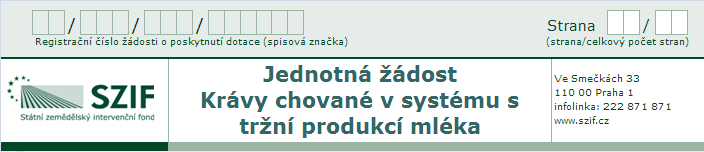 / / / Strana /
Registrační číslo žádosti o poskytnutí dotace (spisová značka) (strana/celkový počet stran)
SZIF
Státní zemědělský intervenční fond
Jednotná žádost
Krávy chované v systému s
tržní produkcí mléka
Ve Smečkách 33
110 00 Praha 1
infolinka: 222 871 871
www.szif.cz